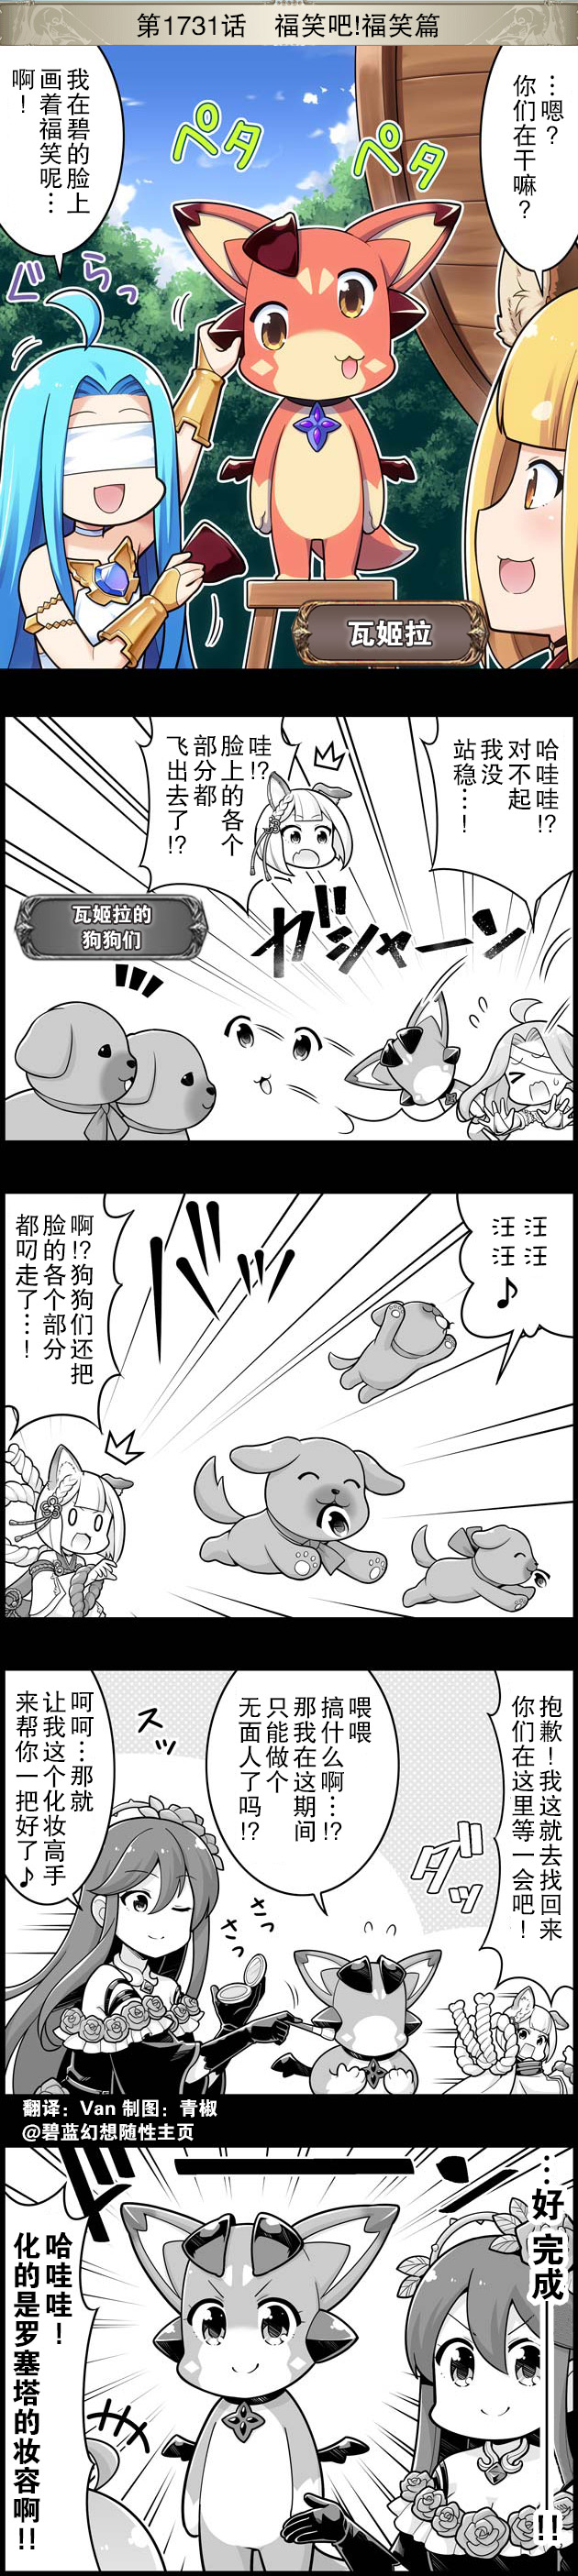 第1731话　福笑吧!福笑篇
…嗯?
你们在干嘛?
ペタ
ペタ
我在碧的脸上
画着福笑呢…
啊!
ぐらっ
瓦姬拉
哈哇哇!?
对不起
我没
站稳…!
哇!?
脸上的各个
部分都
飞出去了!?
ガシャーン
瓦姬拉的
狗狗们
汪汪
汪汪
♪
啊!?狗狗们还把
脸的各个部分
都叼走了…!
抱歉!我这就去找回来
你们在这里等一会吧!
ダダッ
喂喂
搞什么啊…!?
那我在这期间
只能做个
无面人了吗!?
スッ
呵呵…那就
让我这个化妆高手
来帮你一把好了♪
さっ
さっ
翻译：Van 制图：青椒
@碧蓝幻想随性主页
…好
完成——!!
バーン
哈哇哇!
化的是罗塞塔的妆容啊!!